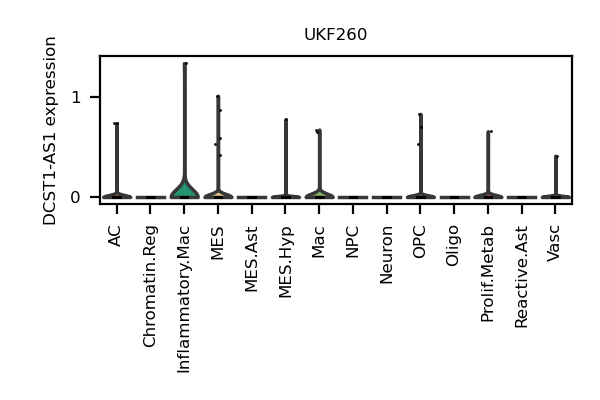 UKF260
DCST1-AS1 expression
1
0
AC
Chromatin.Reg
Inflammatory.Mac
MES
MES.Ast
MES.Hyp
Mac
NPC
Neuron
OPC
Oligo
Prolif.Metab
Reactive.Ast
Vasc